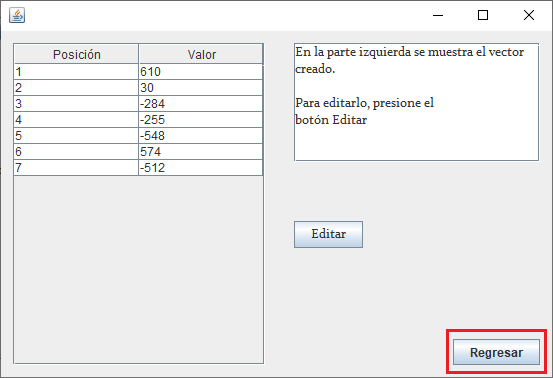 Posición Valor
1 610
2 30
3 -284
4 -255
5 -548
6 574
7 -512
En la parte izquierda se muestra el vector
creado.
Para editarlo, presione el
botón Editar
Editar
Regresar